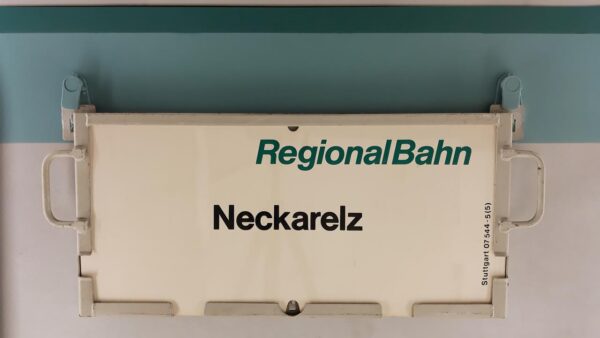 RegionalBahn
Neckarelz
Stuttgart 07 544-5 (5)